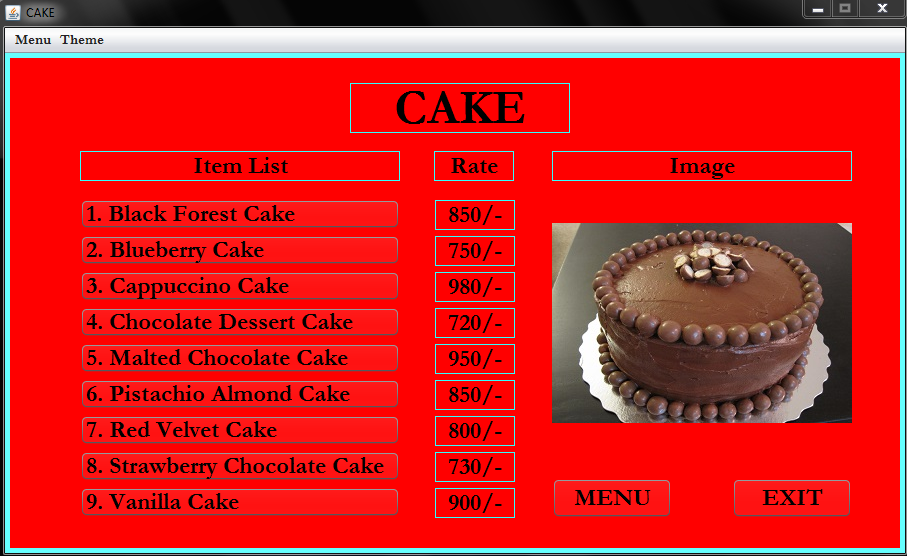 CAKE
Menu Theme
CAKE
Item List Rate Image
1. Black Forest Cake 850/-
2. Blueberry Cake 750/-
3. Cappuccino Cake 980/-
4. Chocolate Dessert Cake 720/-
5. Malted Chocolate Cake 950/-
6. Pistachio Almond Cake 850/-
7. Red Velvet Cake 800/-
8. Strawberry Chocolate Cake 730/-
9. Vanilla Cake 900/-
MENU EXIT